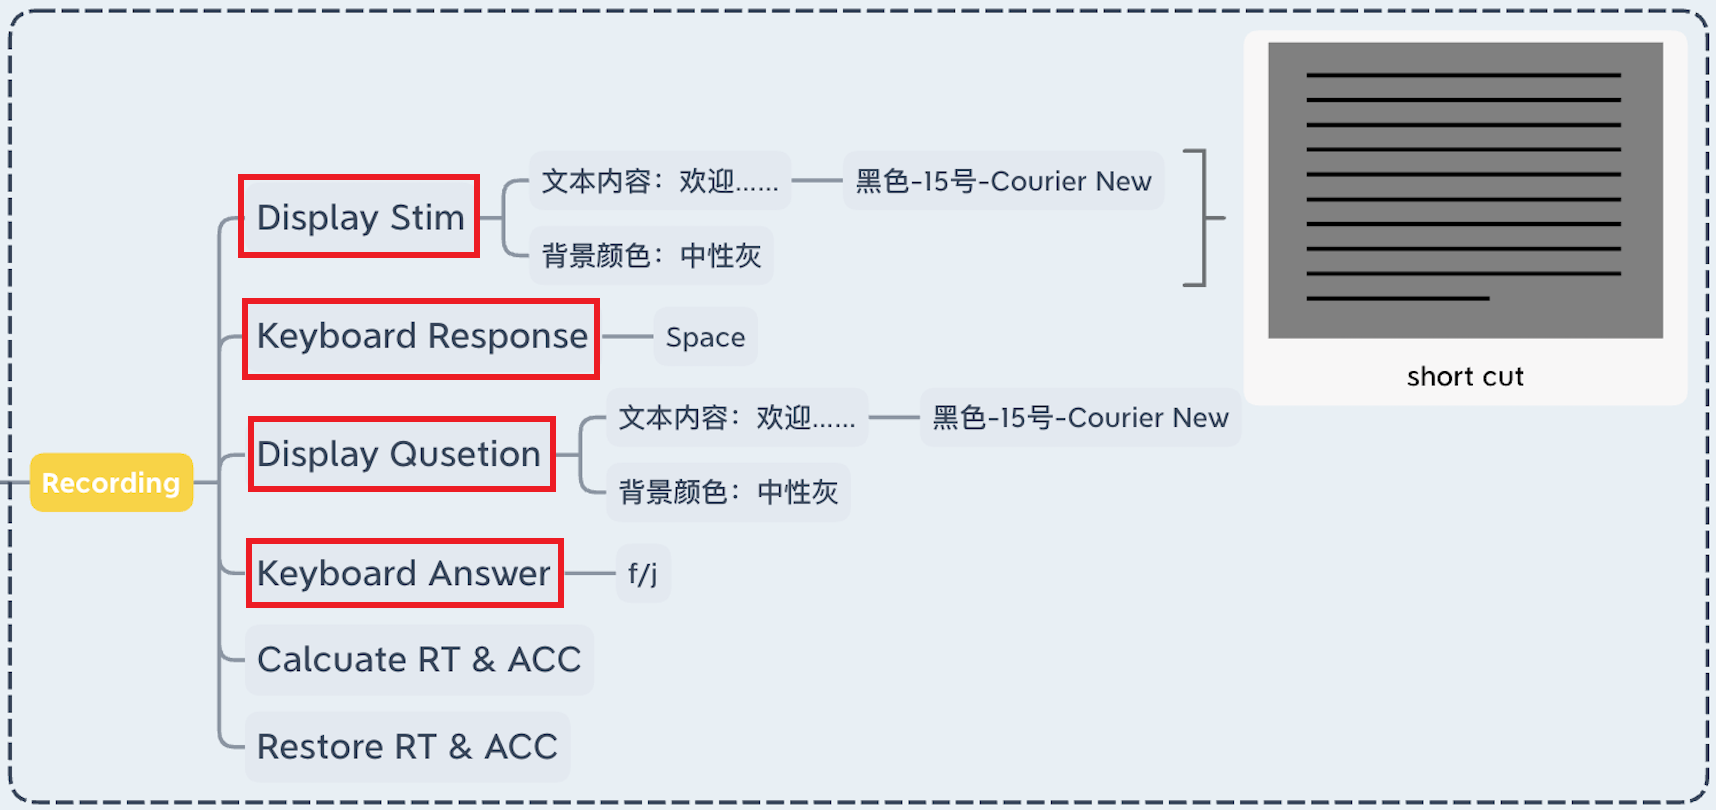 Display Stim
文本内容：欢迎……
黑色-15号-Courier New
背景颜色：中性灰
short cut
Keyboard Response
Space
Display Qusetion
文本内容：欢迎……
黑色-15号-Courier New
背景颜色：中性灰
Recording
Keyboard Answer
f/j
Calcuate RT & ACC
Restore RT & ACC